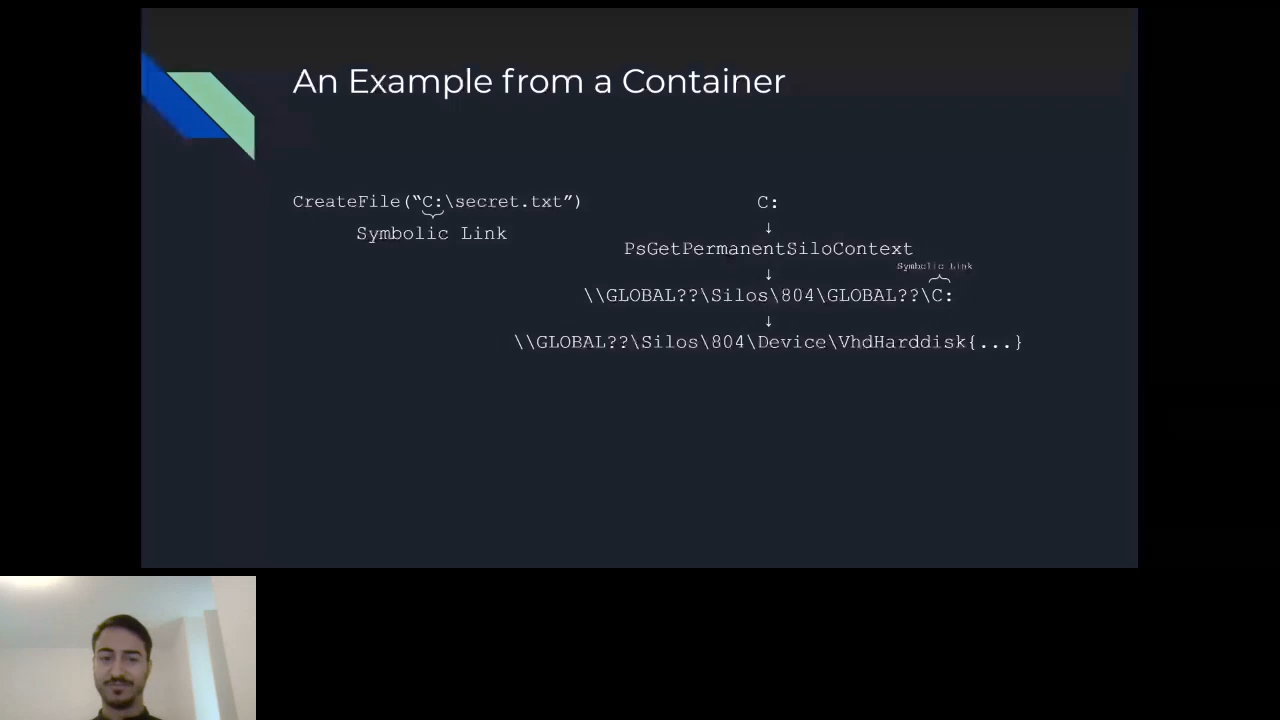 An Example from a Container
CreateFile(“C:\secret.txt”)
Symbolic Link
C:
↓
PsGetPermanentSiloContext
↓
Symbolic Link
\\GLOBAL??\Silos\804\GLOBAL??\C:
↓
\\GLOBAL??\Silos\804\Device\VhdHarddisk{...}